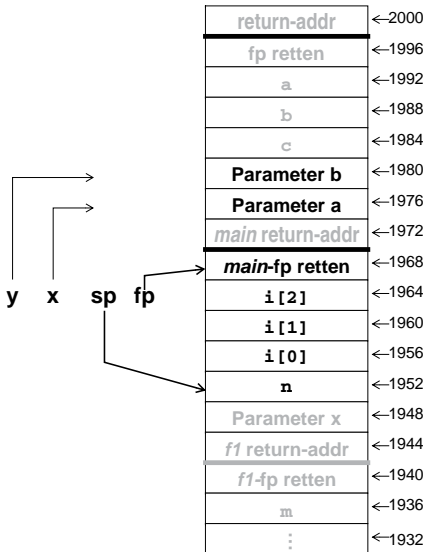 return-addr ←2000
fp retten ←1996
a ←1992
b ←1988
c ←1984
Parameter b ←1980
Parameter a ←1976
main return-addr ←1972
main-fp retten ←1968
y x sp fp
i[2] ←1964
i[1] ←1960
i[0] ←1956
n ←1952
Parameter x ←1948
f1 return-addr ←1944
f1-fp retten ←1940
m ←1936
⋮ ←1932